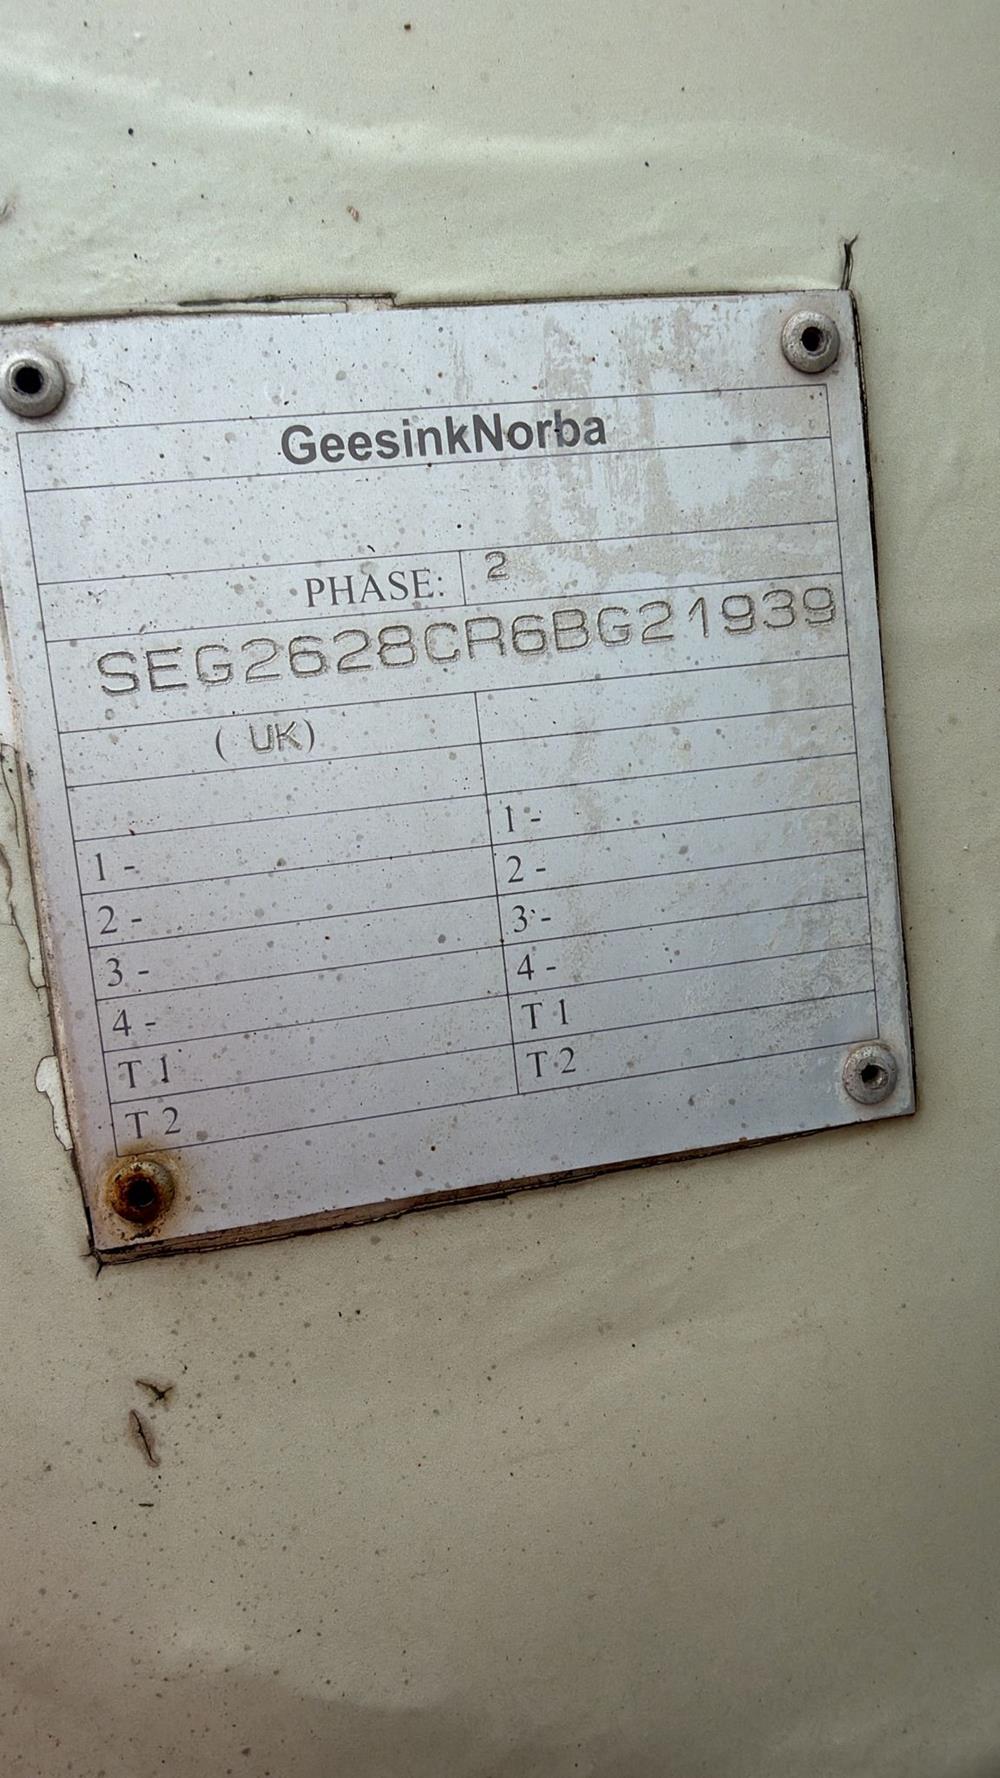 GeesinkNorba
PHASE: 2
SEG2628CR6BG21939
( UK)
1 -
1 -
2 -
2 -
3 -
3 -
4 -
4 -
T 1
T 1
T 2
T 2